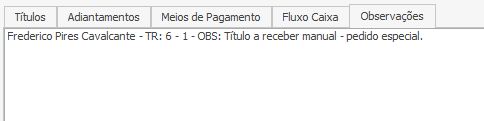 Títulos Adiantamentos Meios de Pagamento Fluxo Caixa Observações
Frederico Pires Cavalcante - TR: 6 - 1 - OBS: Título a receber manual - pedido especial.